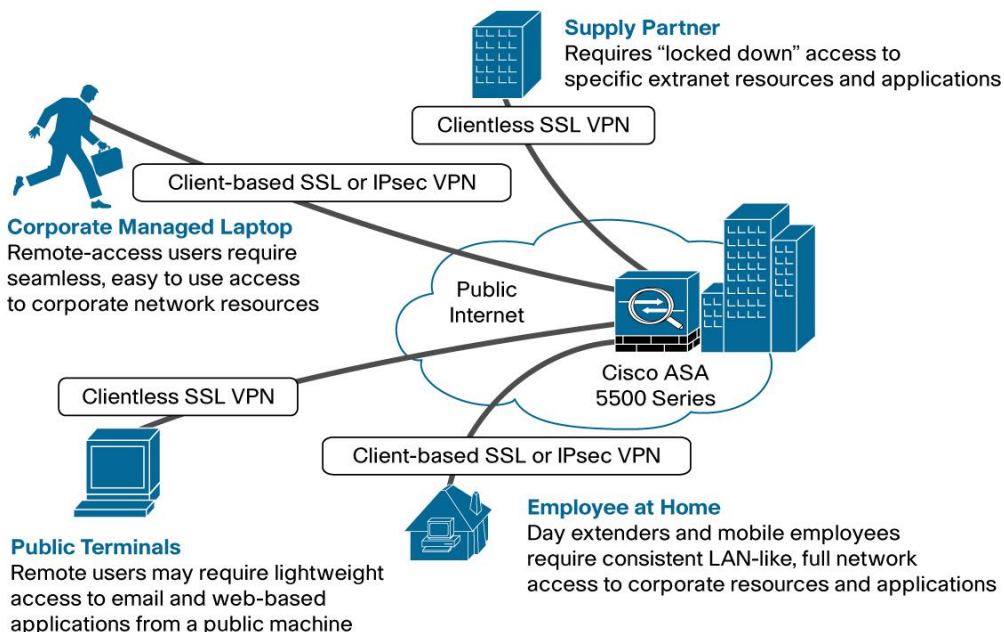 Supply Partner
Requires “locked down” access to
specific extranet resources and applications
Clientless SSL VPN
Client-based SSL or IPsec VPN
Corporate Managed Laptop
Remote-access users require
seamless, easy to use access
to corporate network resources
Public
Internet
Cisco ASA
5500 Series
Clientless SSL VPN
Client-based SSL or IPsec VPN
Public Terminals
Remote users may require lightweight
access to email and web-based
applications from a public machine
Employee at Home
Day extenders and mobile employees
require consistent LAN-like, full network
access to corporate resources and applications